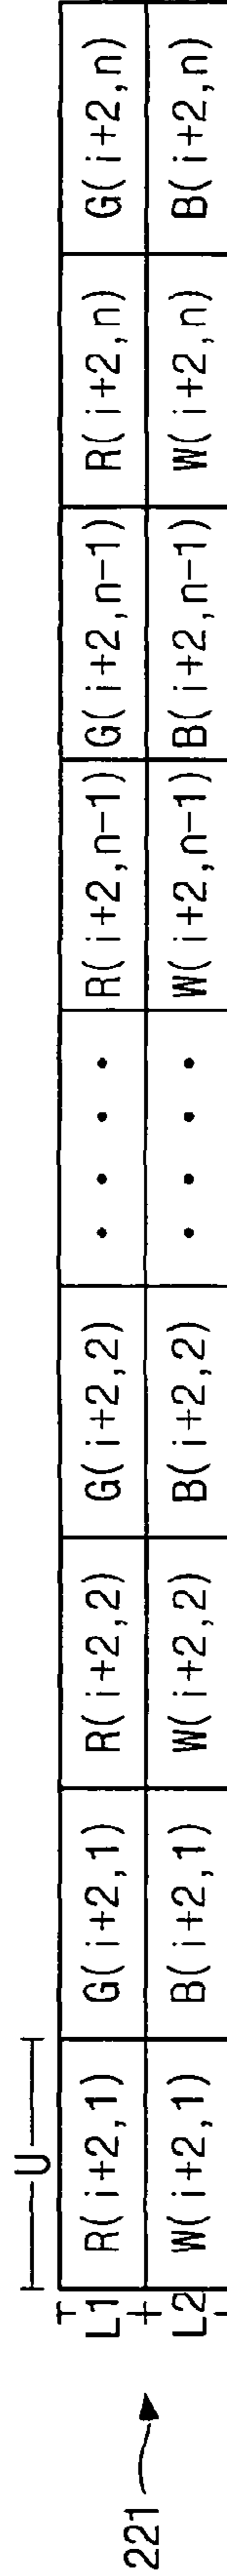 U
L1 R(i+2,1) G(i+2,1) R(i+2,2) G(i+2,2) • • • • R(i+2,n-1) G(i+2,n-1) R(i+2,n) G(i+2,n)
L2 W(i+2,1) B(i+2,1) W(i+2,2) B(i+2,2) • • • • W(i+2,n-1) B(i+2,n-1) W(i+2,n) B(i+2,n)
221